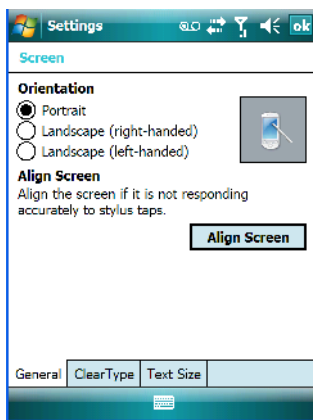 Settings
ok
Screen
Orientation
Portrait
Landscape (right-handed)
Landscape (left-handed)
Align Screen
Align the screen if it is not responding
accurately to stylus taps.
Align Screen
General ClearType Text Size